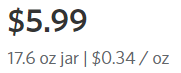 $5.99
17.6 oz jar | $0.34 / oz